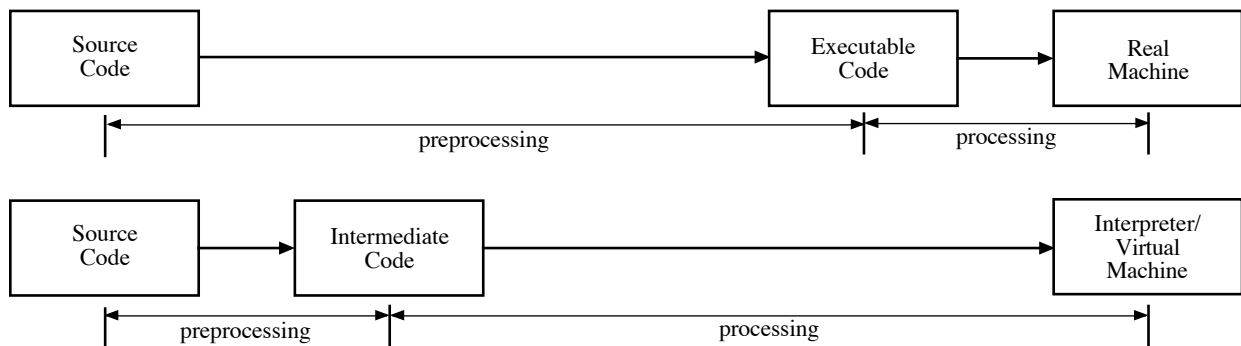 Source
Code
Executable
Code
Real
Machine
preprocessing
processing
Source
Code
Intermediate
Code
Interpreter/
Virtual
Machine
preprocessing
processing